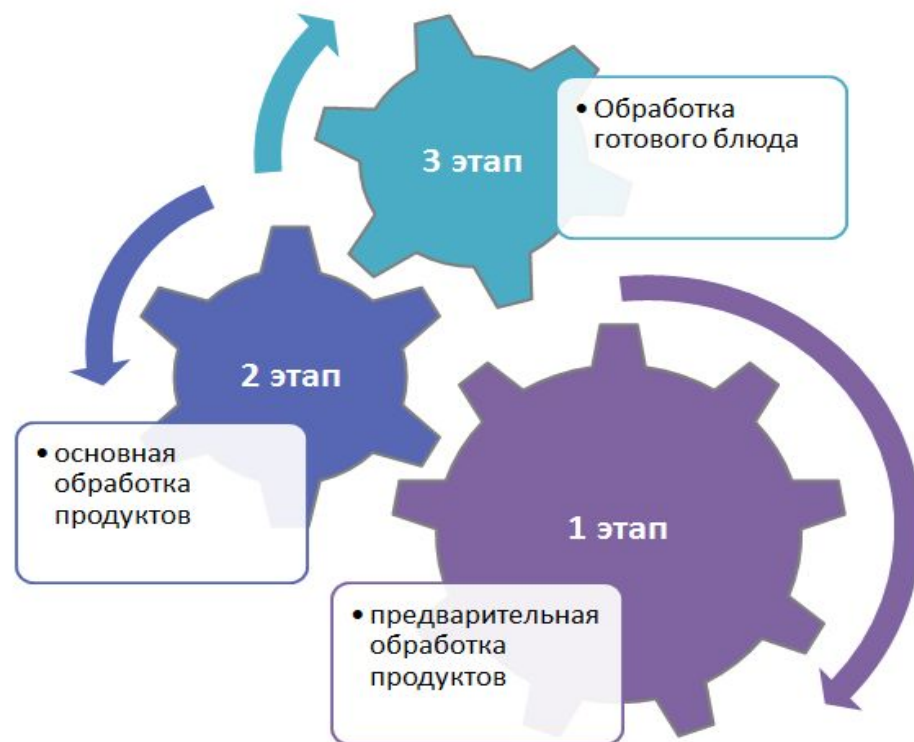 3 этап
• Обработка
готового блюда
2 этап
• основная
обработка
продуктов
1 этап
• предварительная
обработка
продуктов